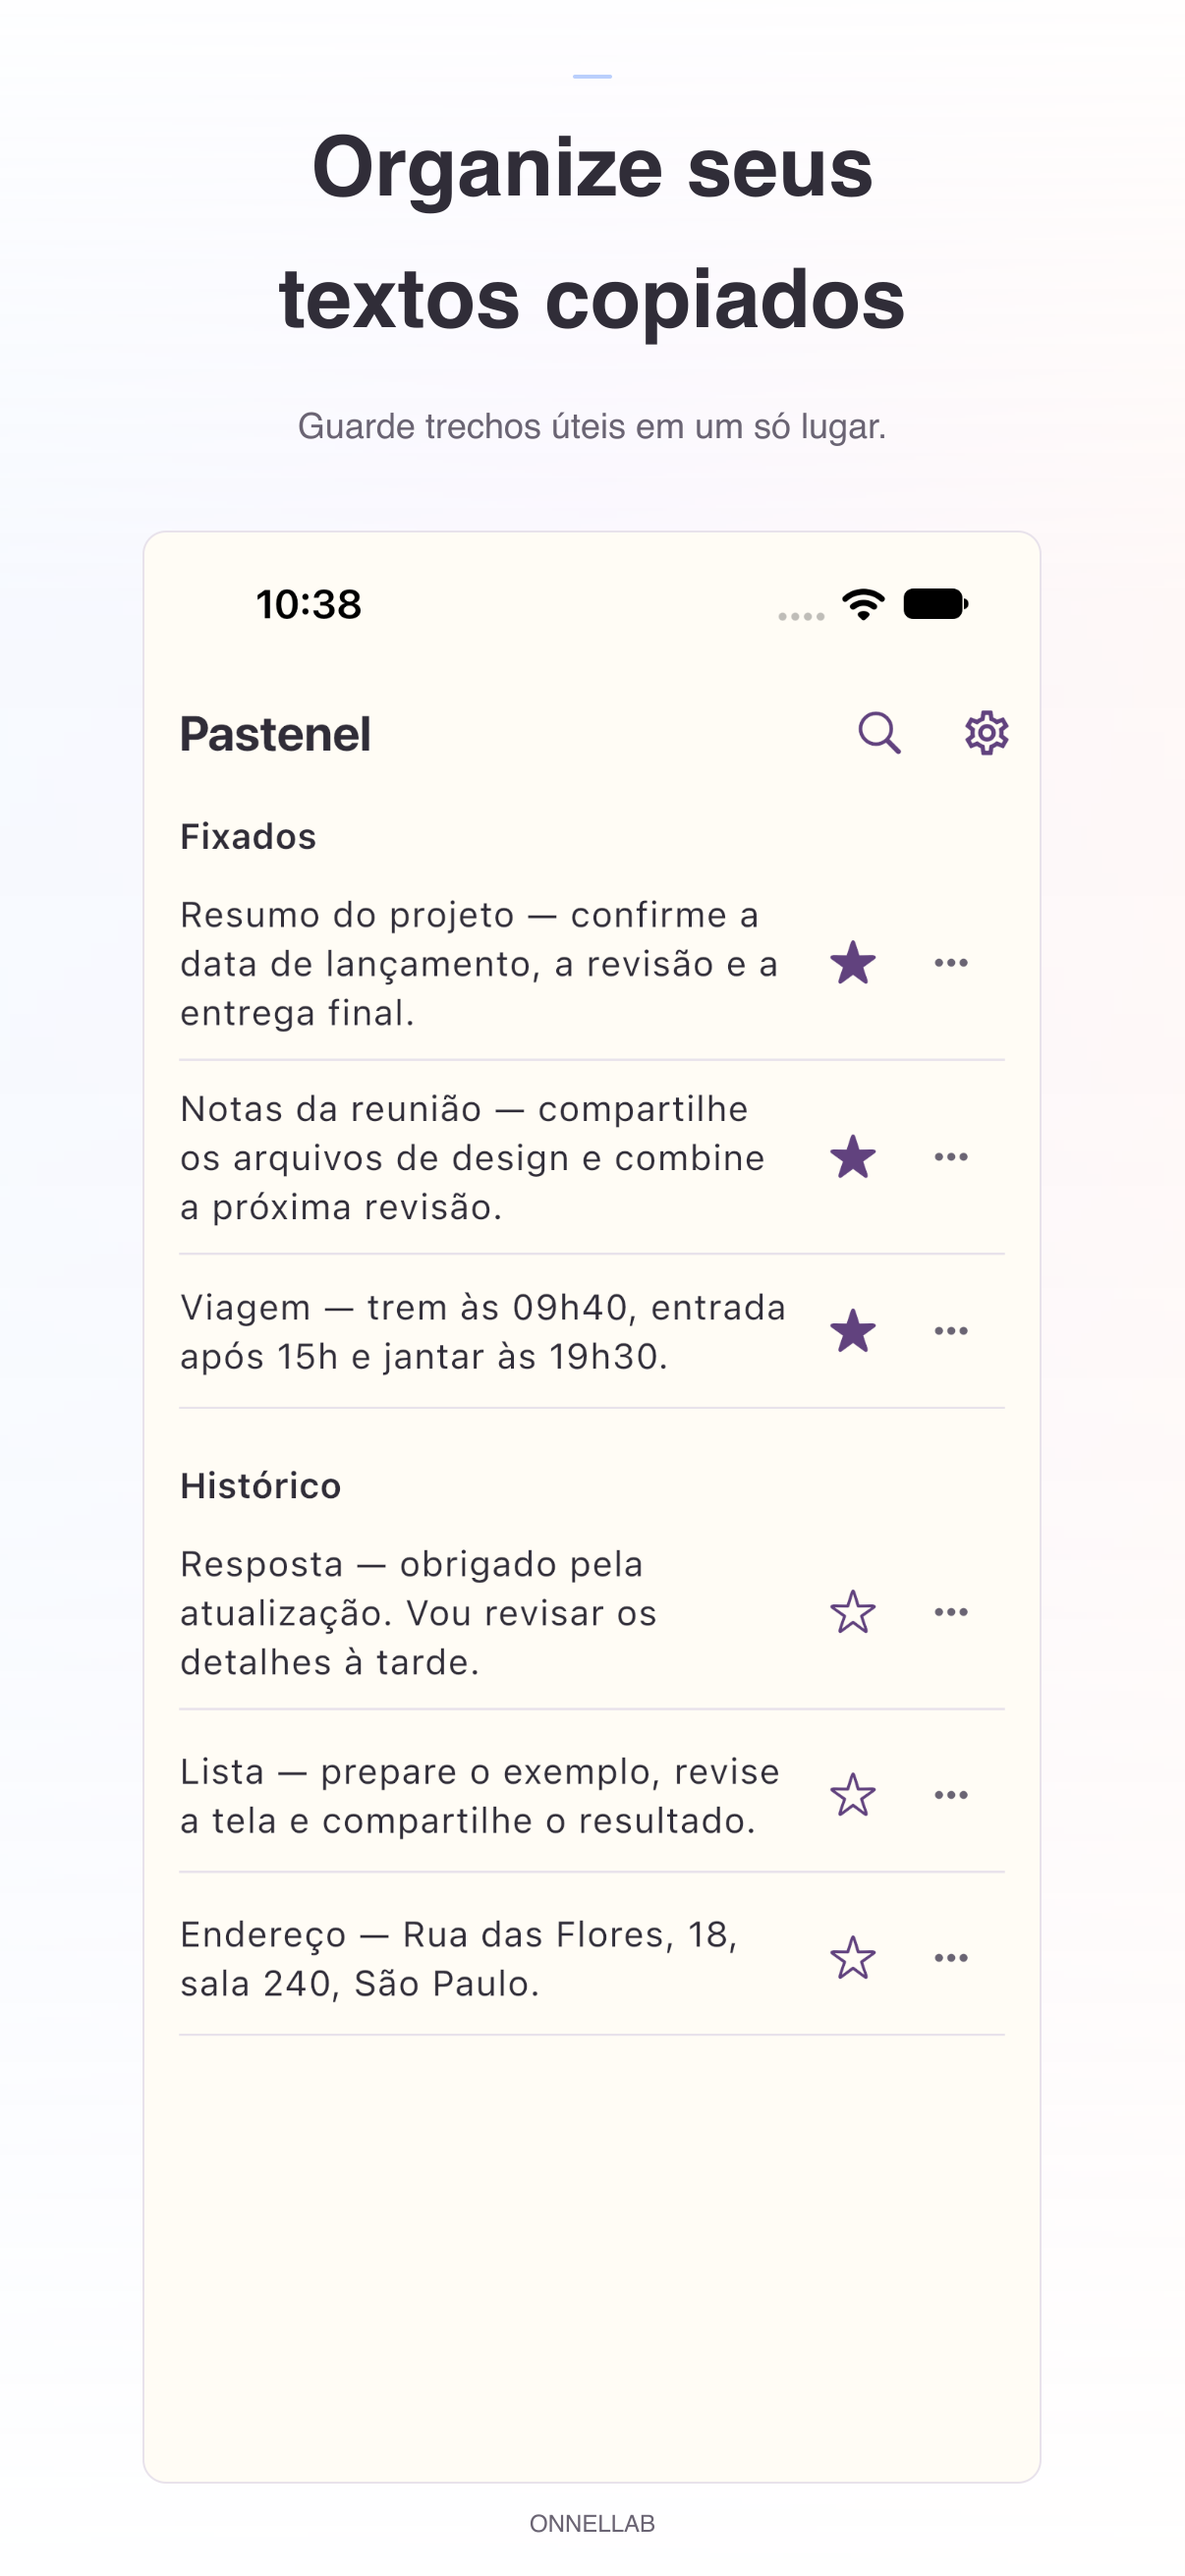 Organize seus
textos copiados
Guarde trechos úteis em um só lugar.
10:38
Pastenel
Fixados
Resumo do projeto — confirme a
data de lançamento, a revisão e a
entrega final.
Notas da reunião — compartilhe
os arquivos de design e combine
a próxima revisão.
Viagem — trem às 09h40, entrada
após 15h e jantar às 19h30.
Histórico
Resposta — obrigado pela
atualização. Vou revisar os
detalhes à tarde.
Lista — prepare o exemplo, revise
a tela e compartilhe o resultado.
Endereço — Rua das Flores, 18,
sala 240, São Paulo.
ONNELLAB